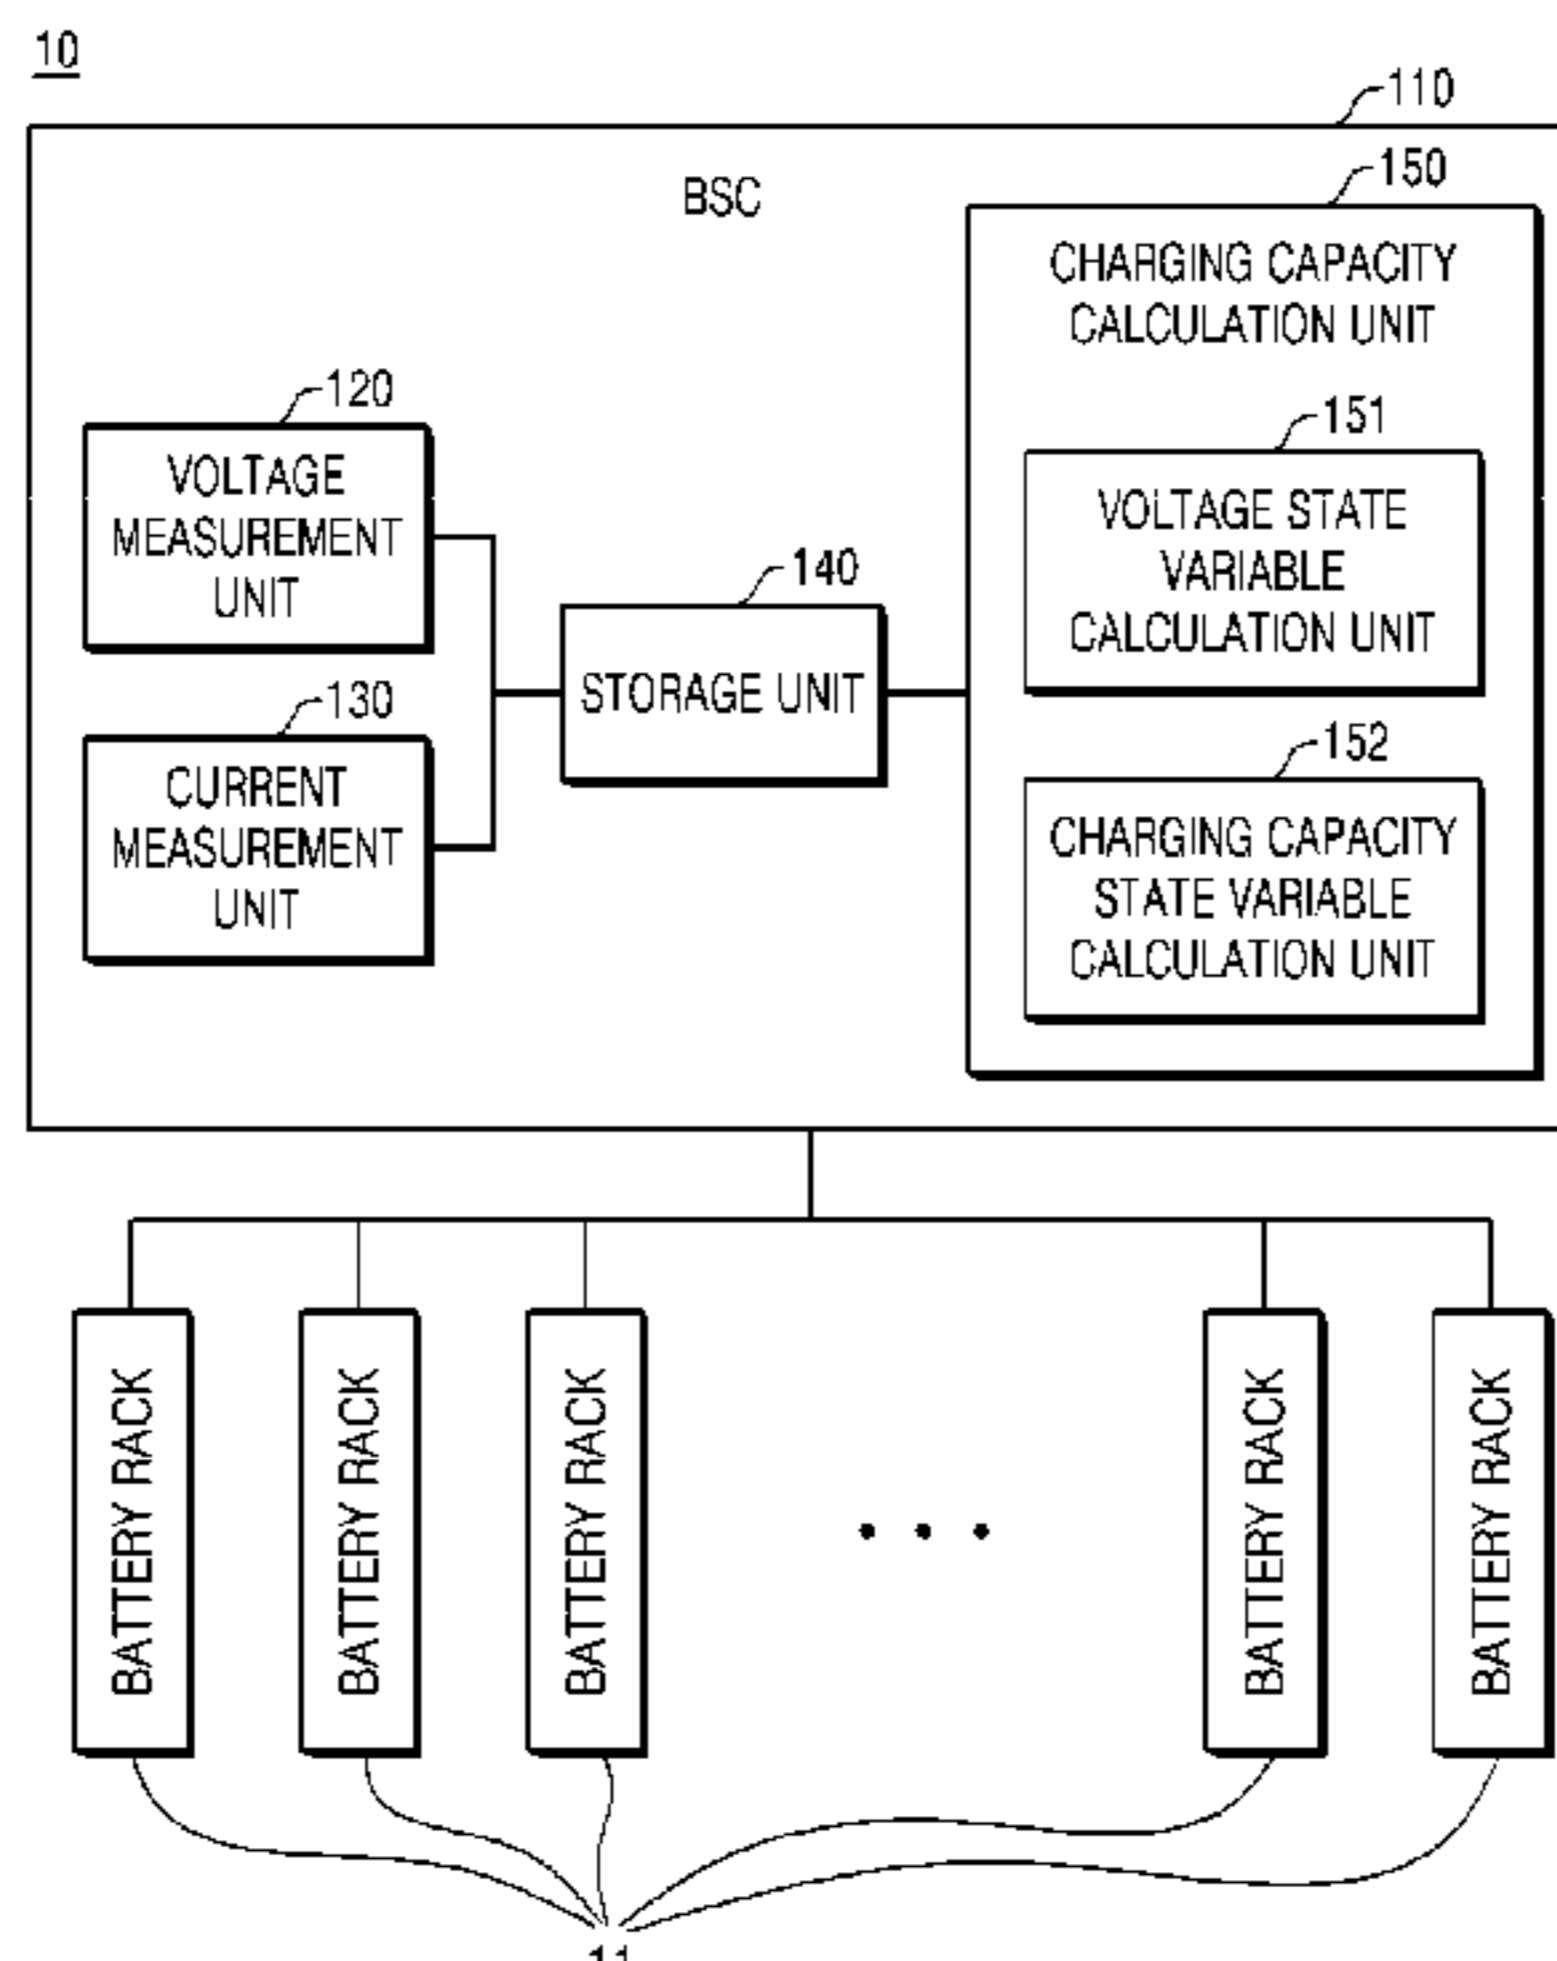 10
110
BSC
150
CHARGING CAPACITY
CALCULATION UNIT
120
VOLTAGE
MEASUREMENT
UNIT
151
VOLTAGE STATE
VARIABLE
CALCULATION UNIT
140
STORAGE UNIT
130
CURRENT
MEASUREMENT
UNIT
152
CHARGING CAPACITY
STATE VARIABLE
CALCULATION UNIT
BATTERY RACK
BATTERY RACK
BATTERY RACK
• • •
BATTERY RACK
BATTERY RACK
11